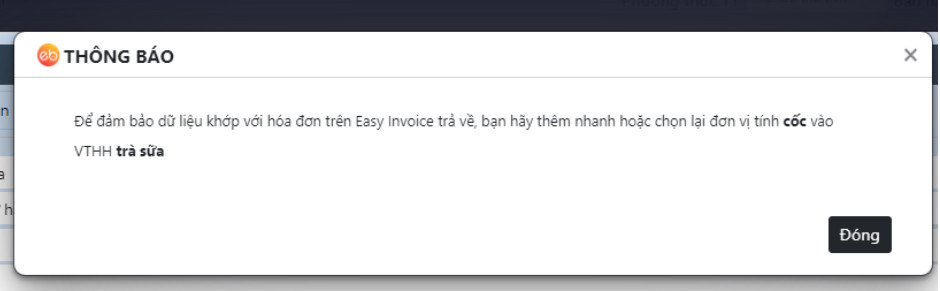 eb THÔNG BÁO ×
Để đảm bảo dữ liệu khớp với hóa đơn trên Easy Invoice trả về, bạn hãy thêm nhanh hoặc chọn lại đơn vị tính cốc vào
VTHH trà sữa
Đóng